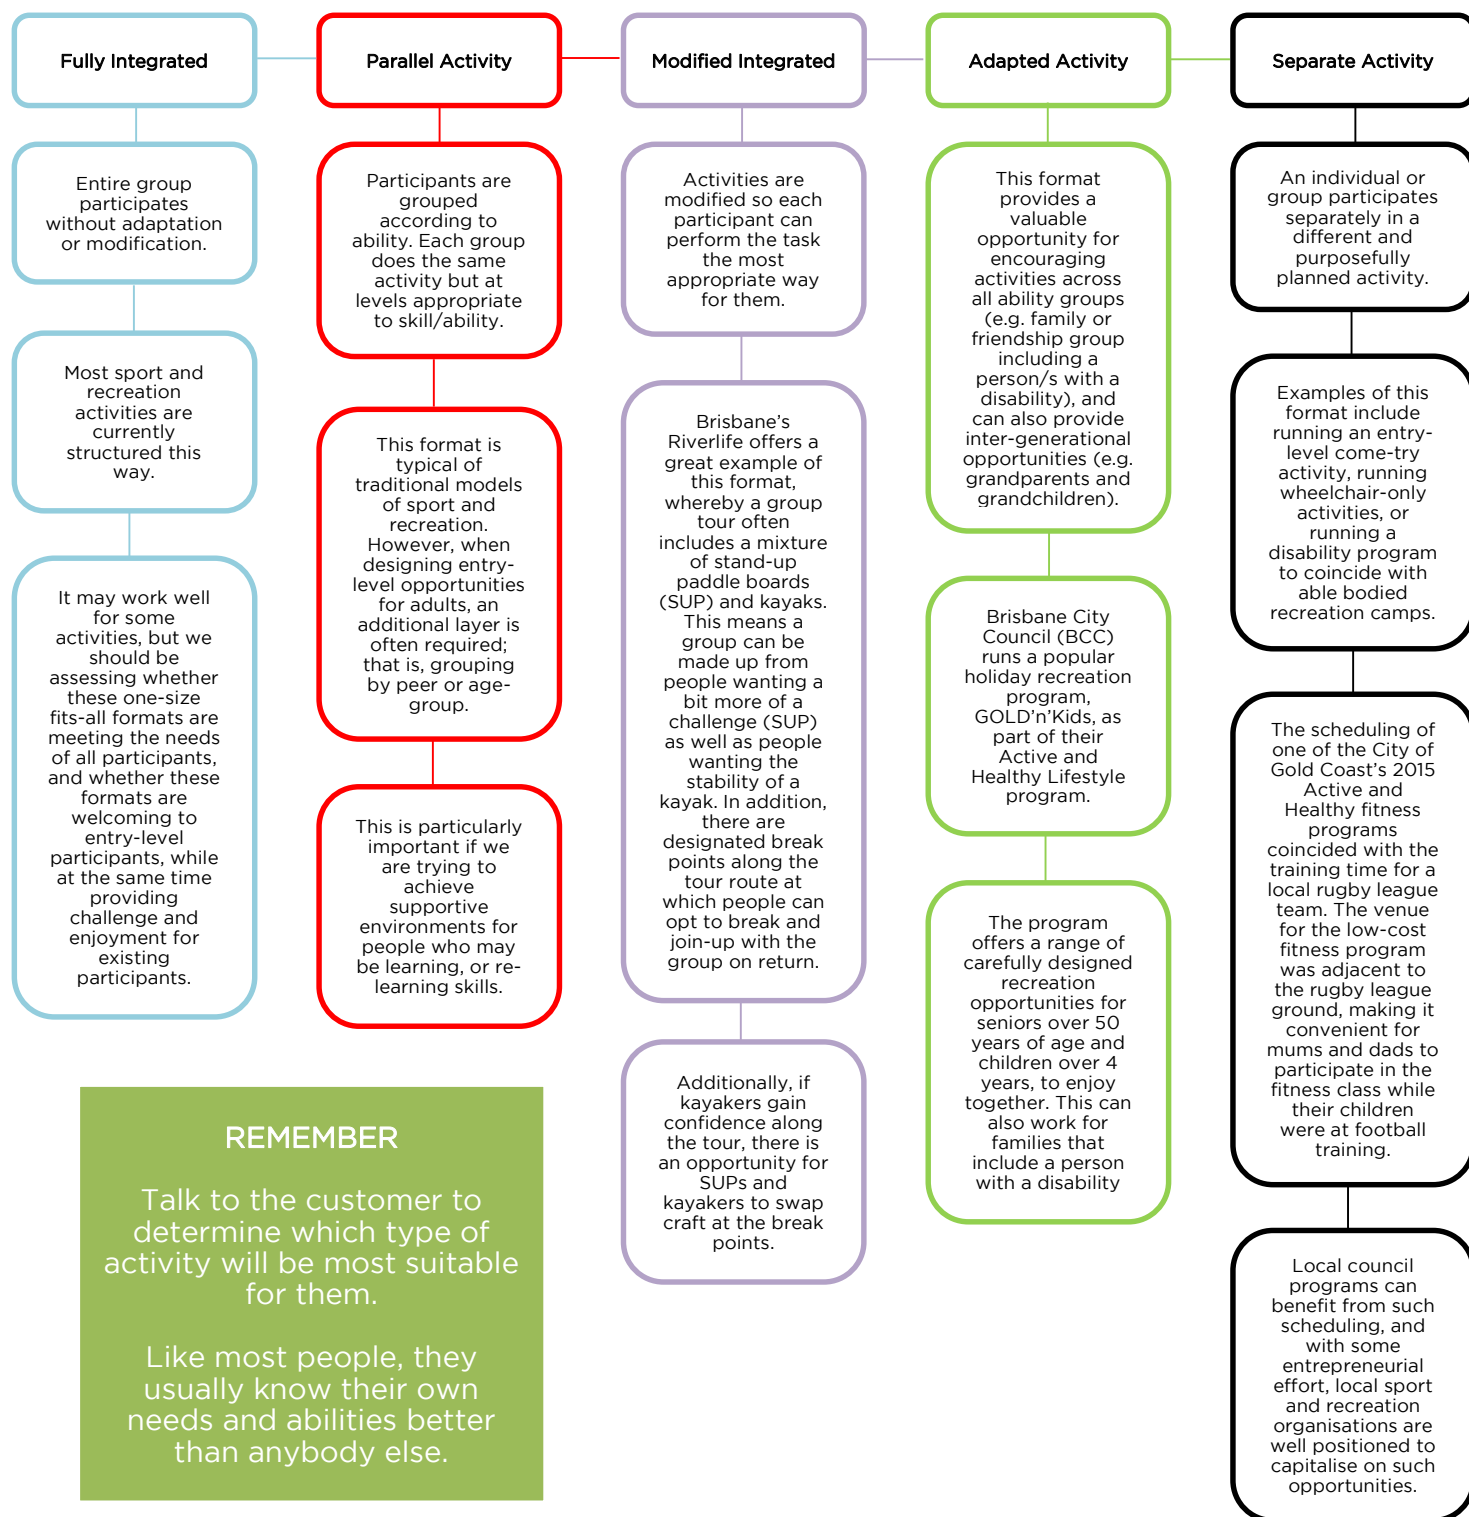 Fully Integrated
Entire group
participates
without adaptation
or modification.
Most sport and
recreation
activities are
currently
structured this
way.
It may work well
for some
activities, but we
should be
assessing whether
these one-size
fits-all formats are
meeting the needs
of all participants,
and whether these
formats are
welcoming to
entry-level
participants, while
at the same time
providing
challenge and
enjoyment for
existing
participants.
Parallel Activity
Participants are
grouped
according to
ability. Each group
does the same
activity but at
levels appropriate
to skill/ability.
This format is
typical of
traditional models
of sport and
recreation.
However, when
designing entry-
level opportunities
for adults, an
additional layer is
often required;
that is, grouping
by peer or age-
group.
This is particularly
important if we
are trying to
achieve
supportive
environments for
people who may
be learning, or re-
learning skills.
Modified Integrated
Activities are
modified so each
participant can
perform the task
the most
appropriate way
for them.
Brisbane’s
Riverlife offers a
great example of
this format,
whereby a group
tour often
includes a mixture
of stand-up
paddle boards
(SUP) and kayaks.
This means a
group can be
made up from
people wanting a
bit more of a
challenge (SUP)
as well as people
wanting the
stability of a
kayak. In addition,
there are
designated break
points along the
tour route at
which people can
opt to break and
join-up with the
group on return.
Additionally, if
kayakers gain
confidence along
the tour, there is
an opportunity for
SUPs and
kayakers to swap
craft at the break
points.
Adapted Activity
This format
provides a
valuable
opportunity for
encouraging
activities across
all ability groups
(e.g. family or
friendship group
including a
person/s with a
disability), and
can also provide
inter-generational
opportunities (e.g.
grandparents and
grandchildren).
Brisbane City
Council (BCC)
runs a popular
holiday recreation
program,
GOLD’n’Kids, as
part of their
Active and
Healthy Lifestyle
program.
The program
offers a range of
carefully designed
recreation
opportunities for
seniors over 50
years of age and
children over 4
years, to enjoy
together. This can
also work for
families that
include a person
with a disability
Separate Activity
An individual or
group participates
separately in a
different and
purposefully
planned activity.
Examples of this
format include
running an entry-
level come-try
activity, running
wheelchair-only
activities, or
running a
disability program
to coincide with
able bodied
recreation camps.
The scheduling of
one of the City of
Gold Coast’s 2015
Active and
Healthy fitness
programs
coincided with the
training time for a
local rugby league
team. The venue
for the low-cost
fitness program
was adjacent to
the rugby league
ground, making it
convenient for
mums and dads to
participate in the
fitness class while
their children
were at football
training.
Local council
programs can
benefit from such
scheduling, and
with some
entrepreneurial
effort, local sport
and recreation
organisations are
well positioned to
capitalise on such
opportunities.
REMEMBER
Talk to the customer to
determine which type of
activity will be most suitable
for them.
Like most people, they
usually know their own
needs and abilities better
than anybody else.